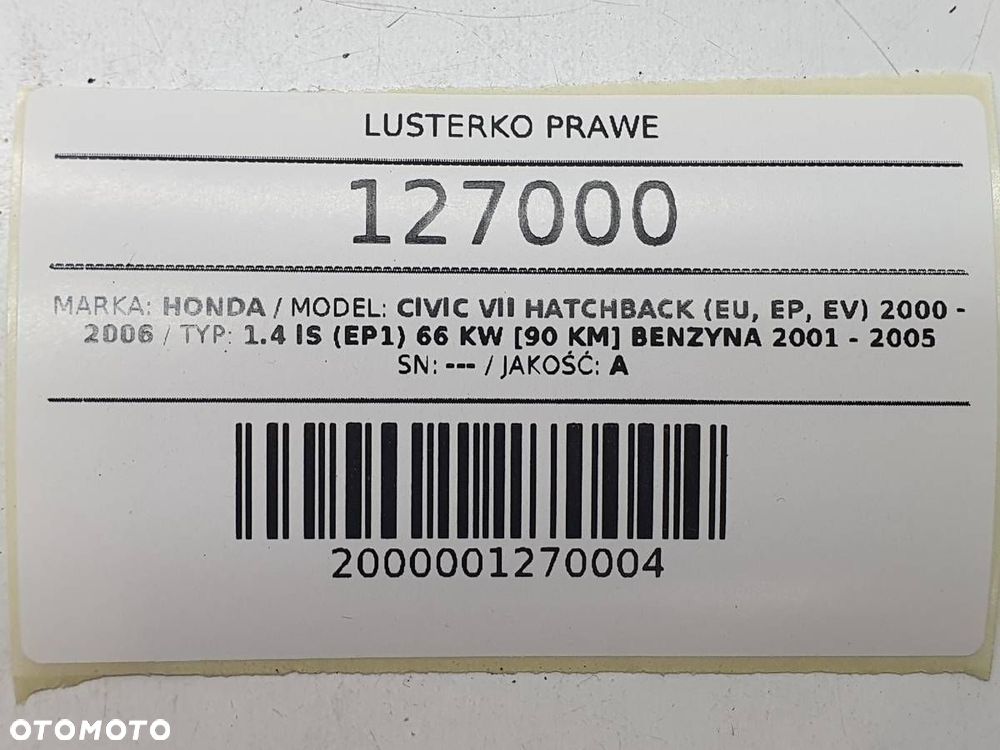 LUSTERKO PRAWE
127000
MARKA: HONDA / MODEL: CIVIC VII HATCHBACK (EU, EP, EV) 2000 -
2006 / TYP: 1.4 iS (EP1) 66 KW [90 KM] BENZYNA 2001 - 2005
SN: --- / JAKOŚĆ: A
2000001270004
OTOMOTO